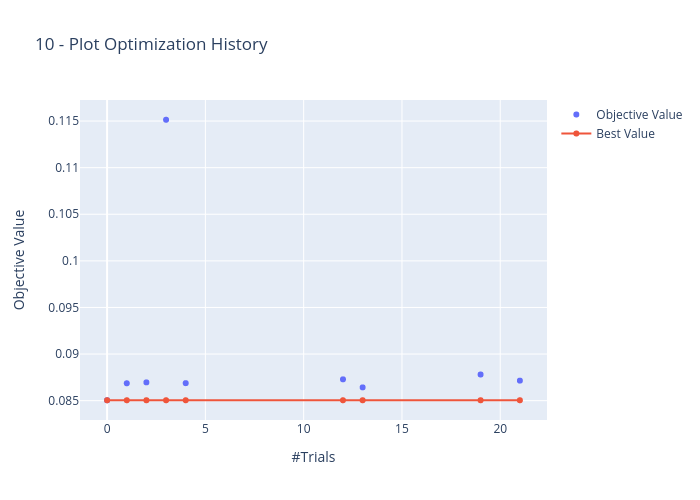 10 - Plot Optimization History
Objective Value
Best Value
0.115
0.11
0.105
0.1
0.095
0.09
0.085
Objective Value
0
5
10
15
20
#Trials